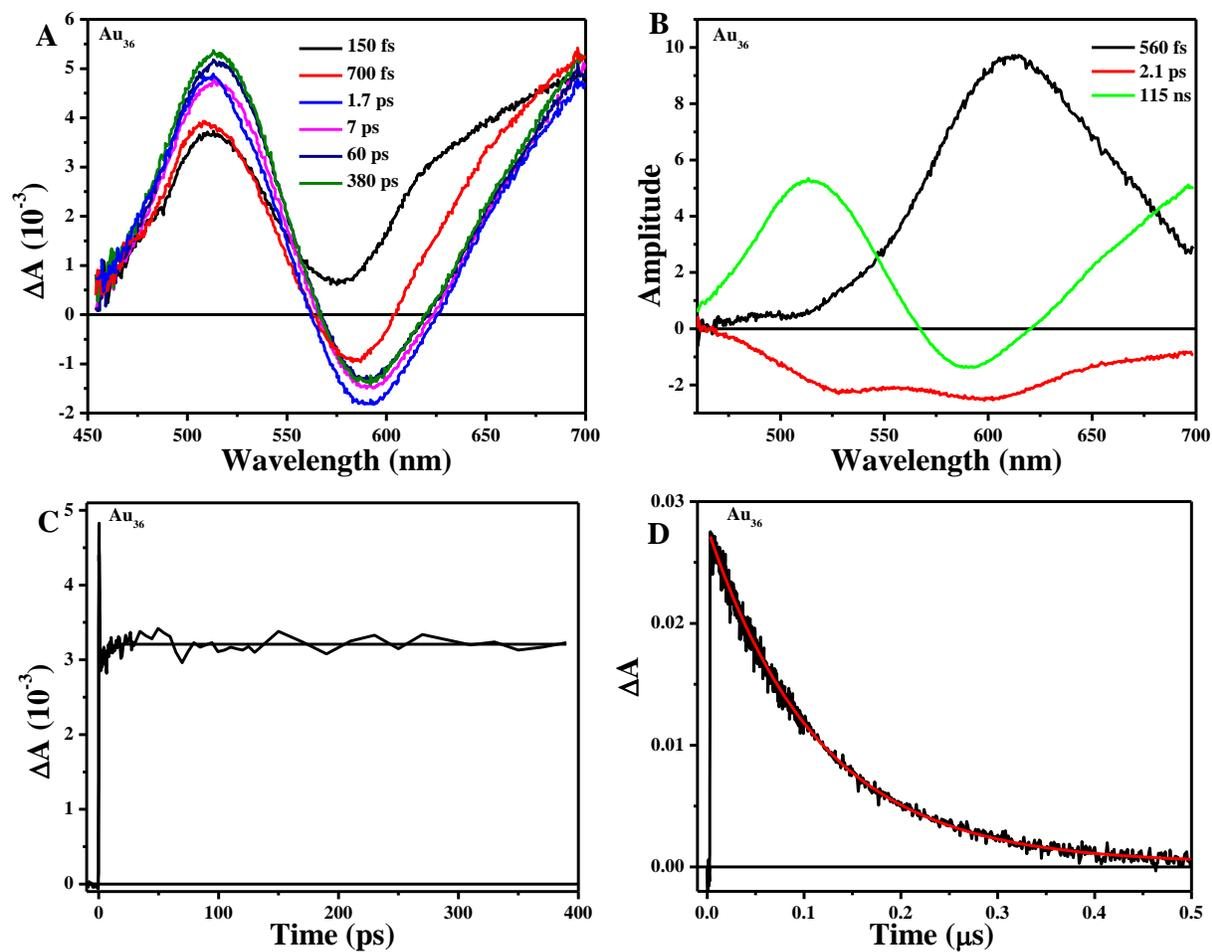 A
Au36
150 fs
700 fs
1.7 ps
7 ps
60 ps
380 ps
6
5
4
3
2
1
0
-1
-2
ΔA (10-3)
450
500
550
600
650
700
Wavelength (nm)
B
Au36
560 fs
2.1 ps
115 ns
10
8
6
4
2
0
-2
Amplitude
500
550
600
650
700
Wavelength (nm)
C
Au36
5
4
3
2
1
0
ΔA (10-3)
0
100
200
300
400
Time (ps)
D
Au36
0.03
0.02
0.01
0.00
ΔA
0.0
0.1
0.2
0.3
0.4
0.5
Time (μs)